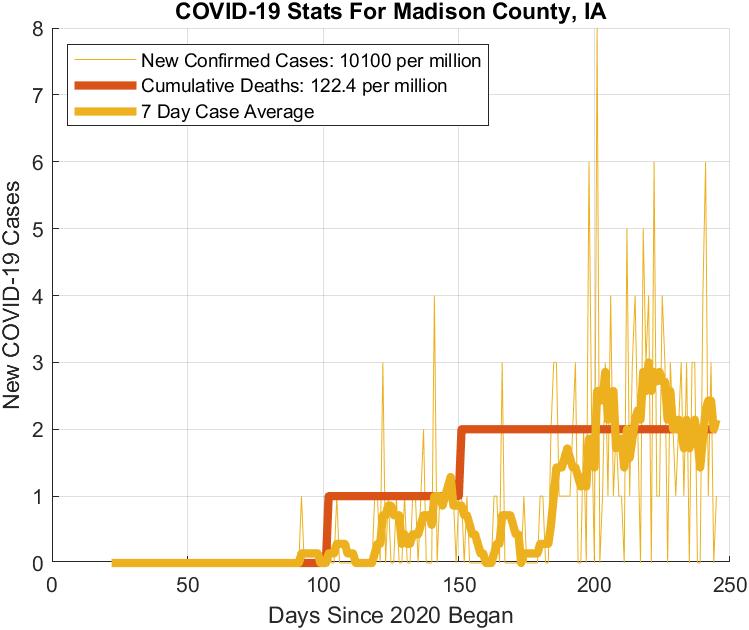 COVID-19 Stats For Madison County, IA
New Confirmed Cases: 10100 per million
Cumulative Deaths: 122.4 per million
7 Day Case Average
8
7
6
5
4
3
2
1
0
New COVID-19 Cases
0 50 100 150 200 250
Days Since 2020 Began